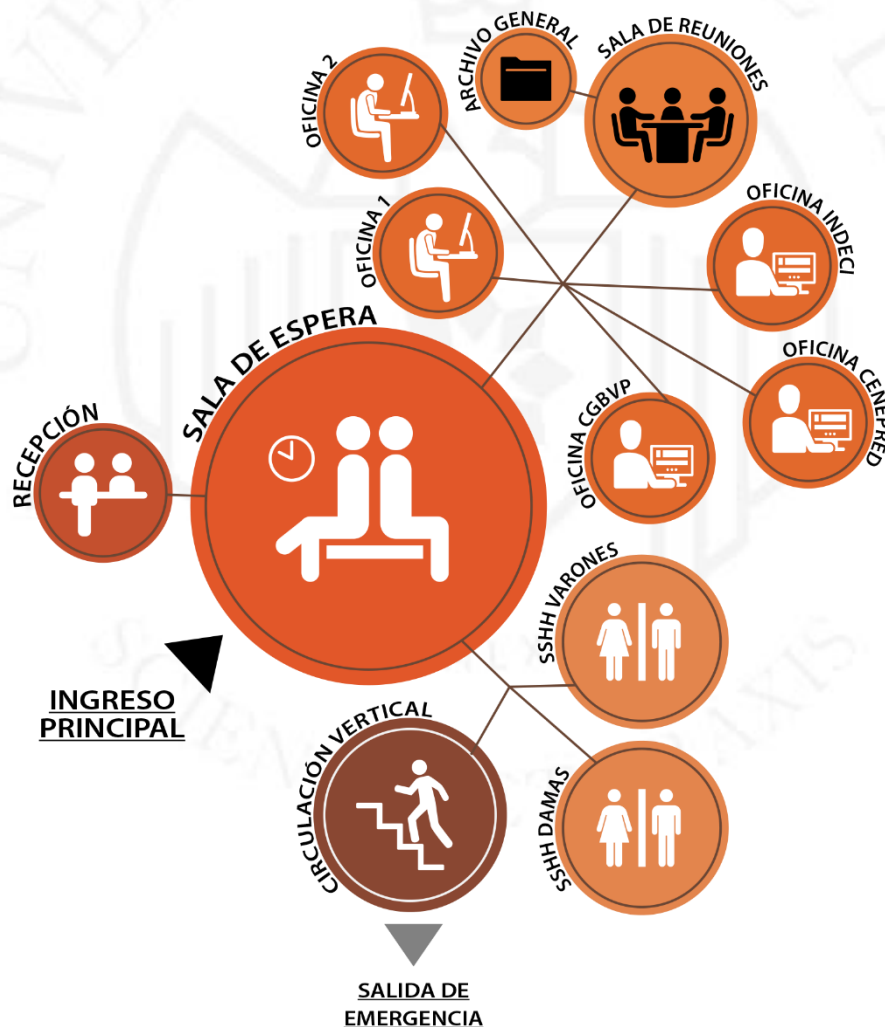 ARCHIVO GENERAL
SALA DE REUNIONES
OFICINA 2
OFICINA 1
OFICINA INDECI
SALA DE ESPERA
OFICINA CENEPRED
OFICINA CGBVP
RECEPCIÓN
SSHH VARONES
INGRESO
PRINCIPAL
CIRCULACIÓN VERTICAL
SSHH DAMAS
SALIDA DE
EMERGENCIA